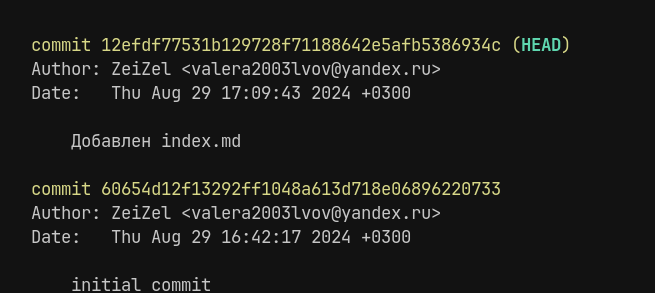 commit 12efdf77531b129728f71188642e5afb5386934c (HEAD)
Author: ZeiZel <valera2003lvov@yandex.ru>
Date:   Thu Aug 29 17:09:43 2024 +0300
Добавлен index.md
commit 60654d12f13292ff1048a613d718e06896220733
Author: ZeiZel <valera2003lvov@yandex.ru>
Date:   Thu Aug 29 16:42:17 2024 +0300
initial commit